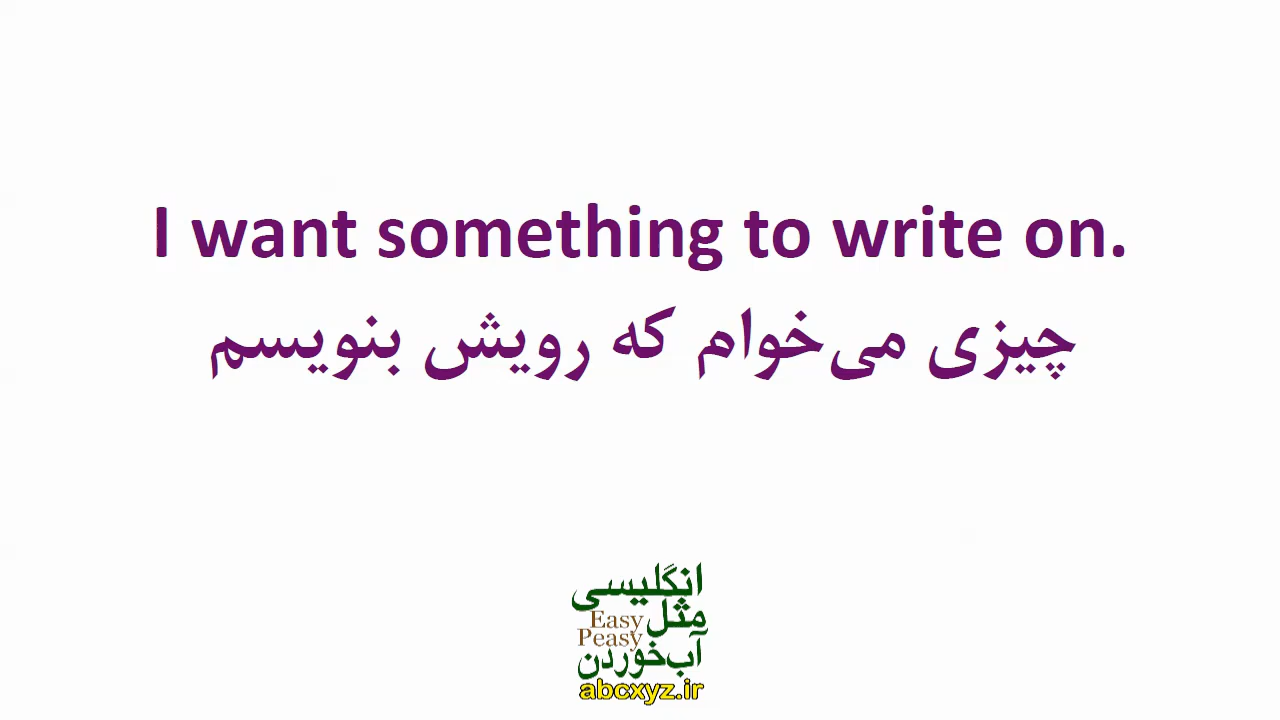 I want something to write on.
چیزی می‌خوام که رویش بنویسم
انگلیسی
مثل
Easy
Peasy
آب‌خوردن
abcxyz.ir